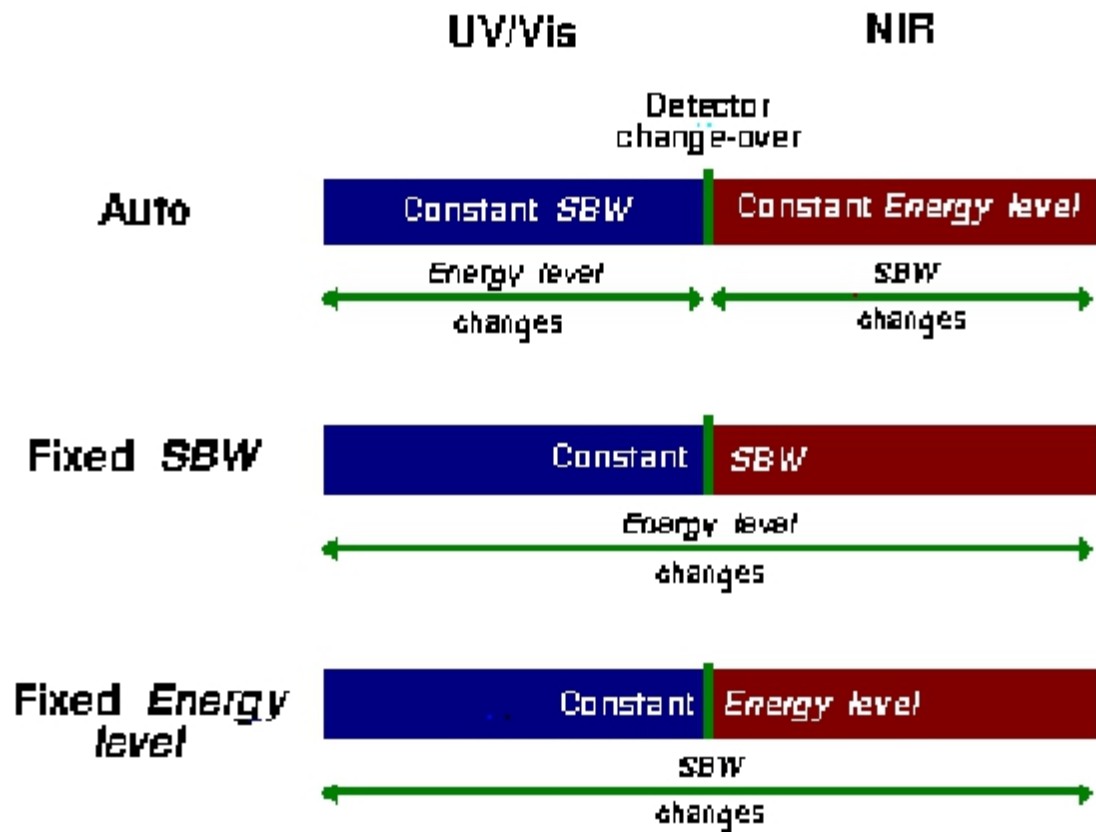 UV/Vis NIR
Detector
change-over
Auto Constant SBW Constant Energy level
Energy level SBW
changes changes
Fixed SBW Constant SBW
Energy level
changes
Fixed Energy
level
Constant Energy level
SBW
changes